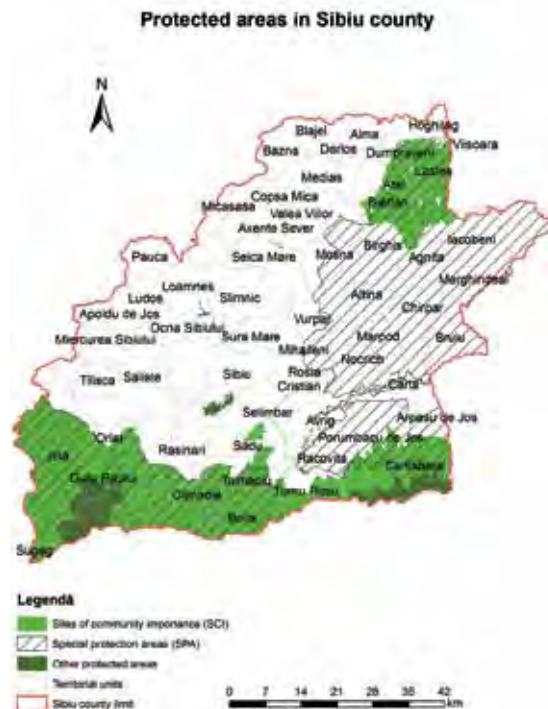 Protected areas in Sibiu county
N
Hoghilag
Blajel Alma
Viisoara
Bazna Darlos Dumbraveni
Medias Laslea
Atel
Copsa Mica
Micasasa Biertan
Valea Viilor
Axente Sever
Iacobeni
Mosna Birghis
Pauca Seica Mare Agnita
Merghindeal
Loamnes
Ludos Slimnic Altina
Chirpar
Apoldu de Jos
Vurpar
Ocna Sibiului
Miercurea Sibiului Sura Mare Marpod Bruiu
Mihaileni
Nocrich
Tilisca Saliste Sibiu Rosia
Cristian Carta
Selimbar
Avrig Arpasu de Jos
Orlat
Sadu Porumbacu de Jos
Jina Rasinari
Racovita Cartisoara
Gura Raului Talmaciu
Cisnadie Turnu Rosu
Boita
Sugag
Legendă
Sites of community importance (SCI)
Special protection areas (SPA)
Other protected areas
Territorial units
Sibiu county limit
0 7 14 21 28 35 42
km